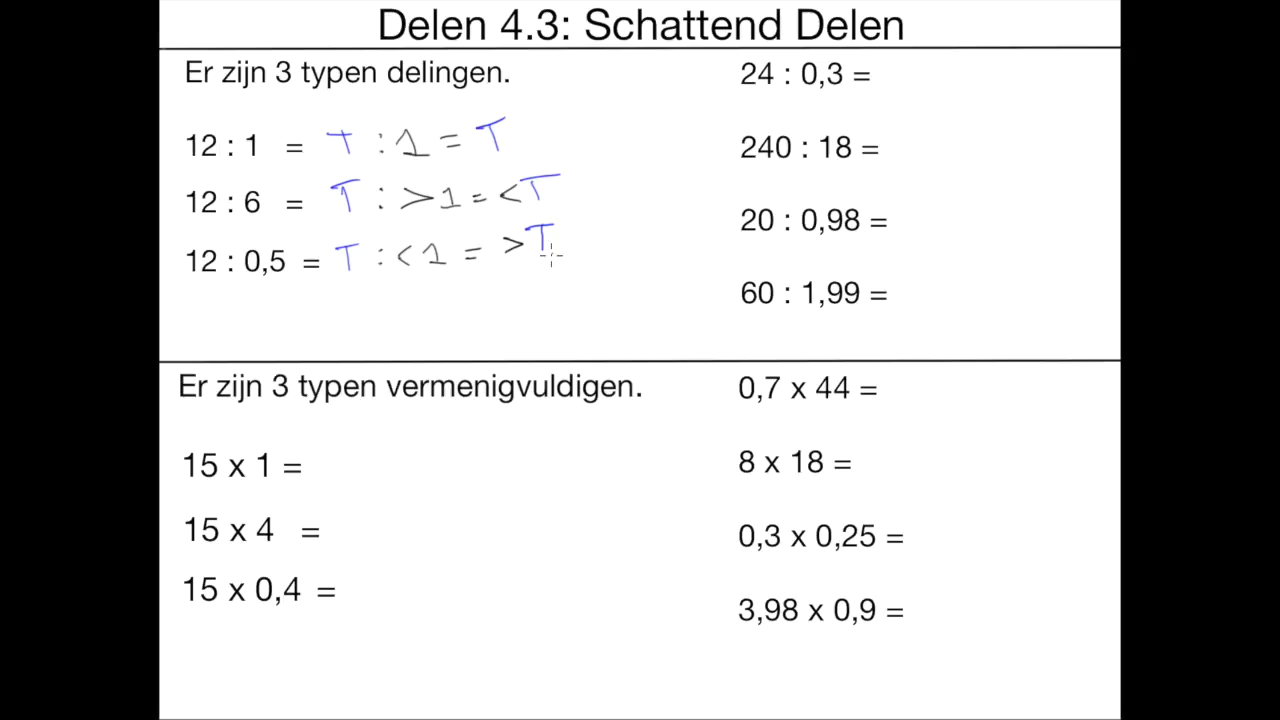 Delen 4.3: Schattend Delen
Er zijn 3 typen delingen.
12 : 1 = T : 1 = T
12 : 6 = T : >1 = <T
12 : 0,5 = T : <1 = >T
24 : 0,3 =
240 : 18 =
20 : 0,98 =
60 : 1,99 =
Er zijn 3 typen vermenigvuldigen.
15 x 1 =
15 x 4 =
15 x 0,4 =
0,7 x 44 =
8 x 18 =
0,3 x 0,25 =
3,98 x 0,9 =